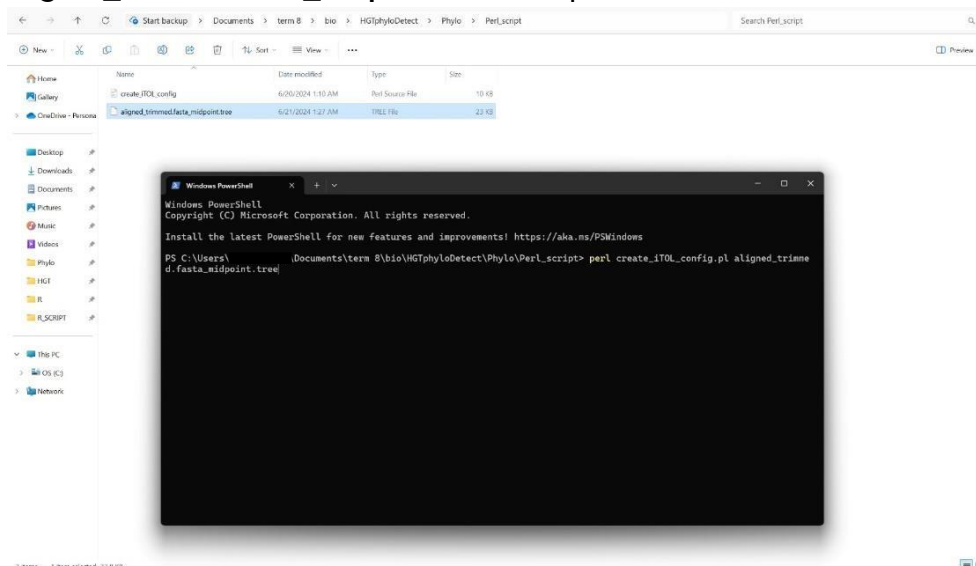 Start backup > Documents > term 8 > bio > HGTphyloDetect > Phylo > Perl_script
Search Perl_script
New
Sort
View
...
Preview
Name Date modified Type Size
create_iTOL_config 6/20/2024 1:10 AM Perl Source File 10 KB
aligned_trimmed.fasta_midpoint.tree 6/21/2024 1:27 AM TREE File 23 KB
Home
Gallery
OneDrive - Persona
Desktop
Downloads
Documents
Pictures
Music
Videos
Phylo
HGT
R
R_SCRIPT
This PC
OS (C:)
Network
Windows PowerShell
Windows PowerShell
Copyright (C) Microsoft Corporation. All rights reserved.
Install the latest PowerShell for new features and improvements! https://aka.ms/PSWindows
PS C:\Users\ \Documents\term 8\bio\HGTphyloDetect\Phylo\Perl_script> perl create_iTOL_config.pl aligned_trimme
d.fasta_midpoint.tree